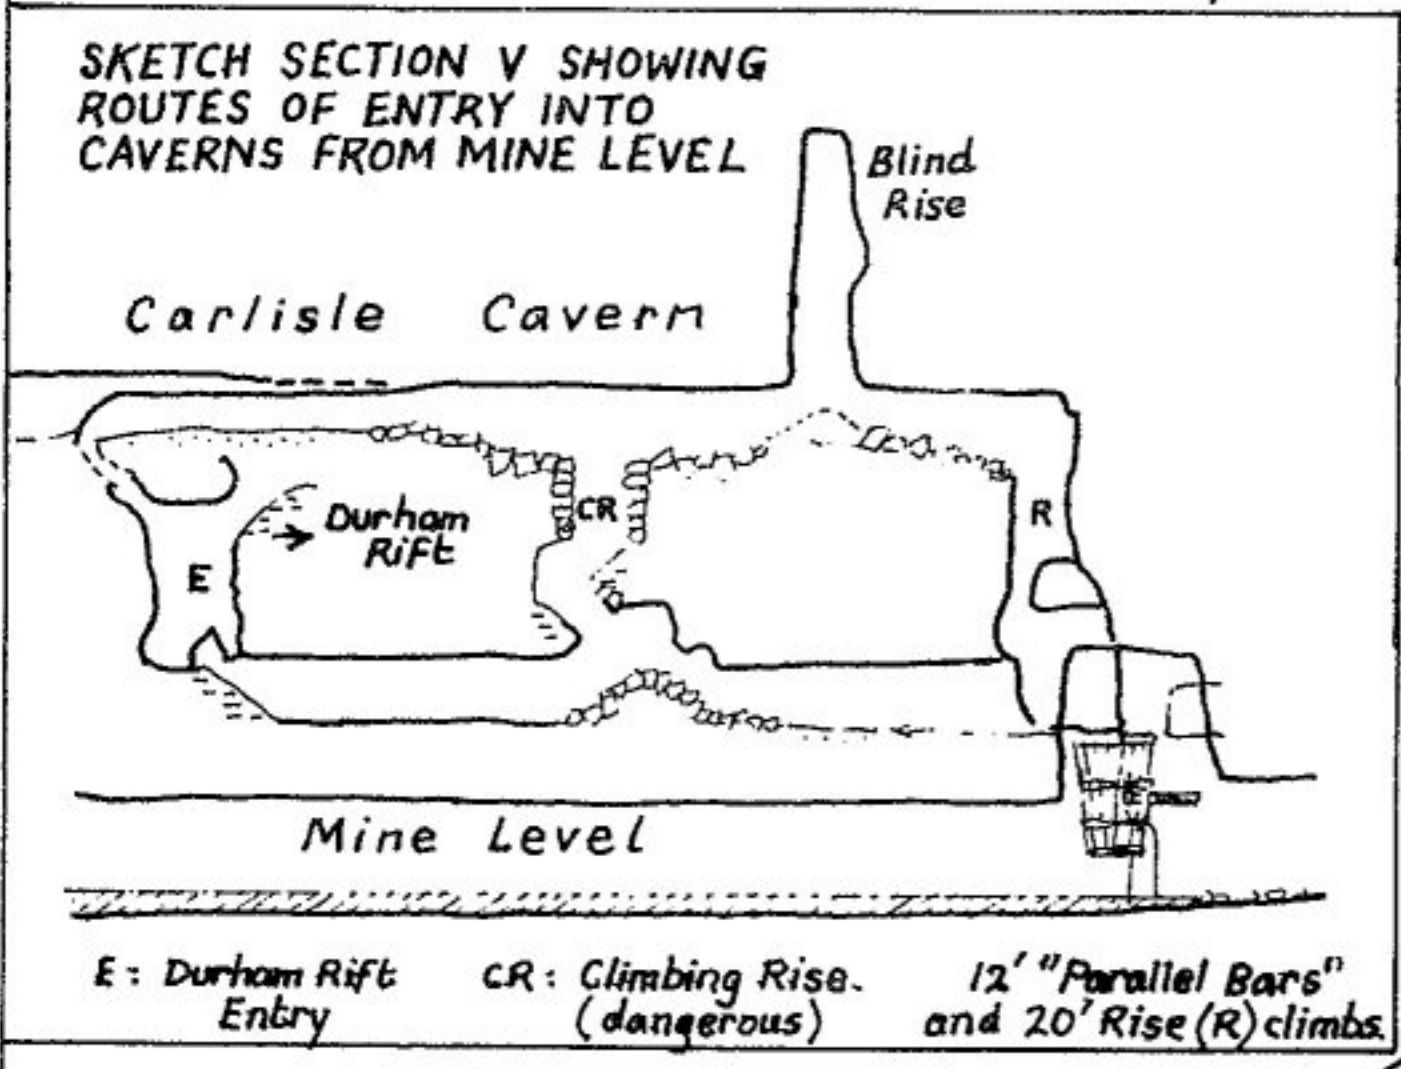 SKETCH SECTION V SHOWING
ROUTES OF ENTRY INTO
CAVERNS FROM MINE LEVEL
Blind
Rise
Carlisle Cavern
CR
R
Durham
Rift
E
Mine Level
E: Durham Rift
Entry
CR: Climbing Rise.
(dangerous)
12' "Parallel Bars"
and 20' Rise (R) climbs.